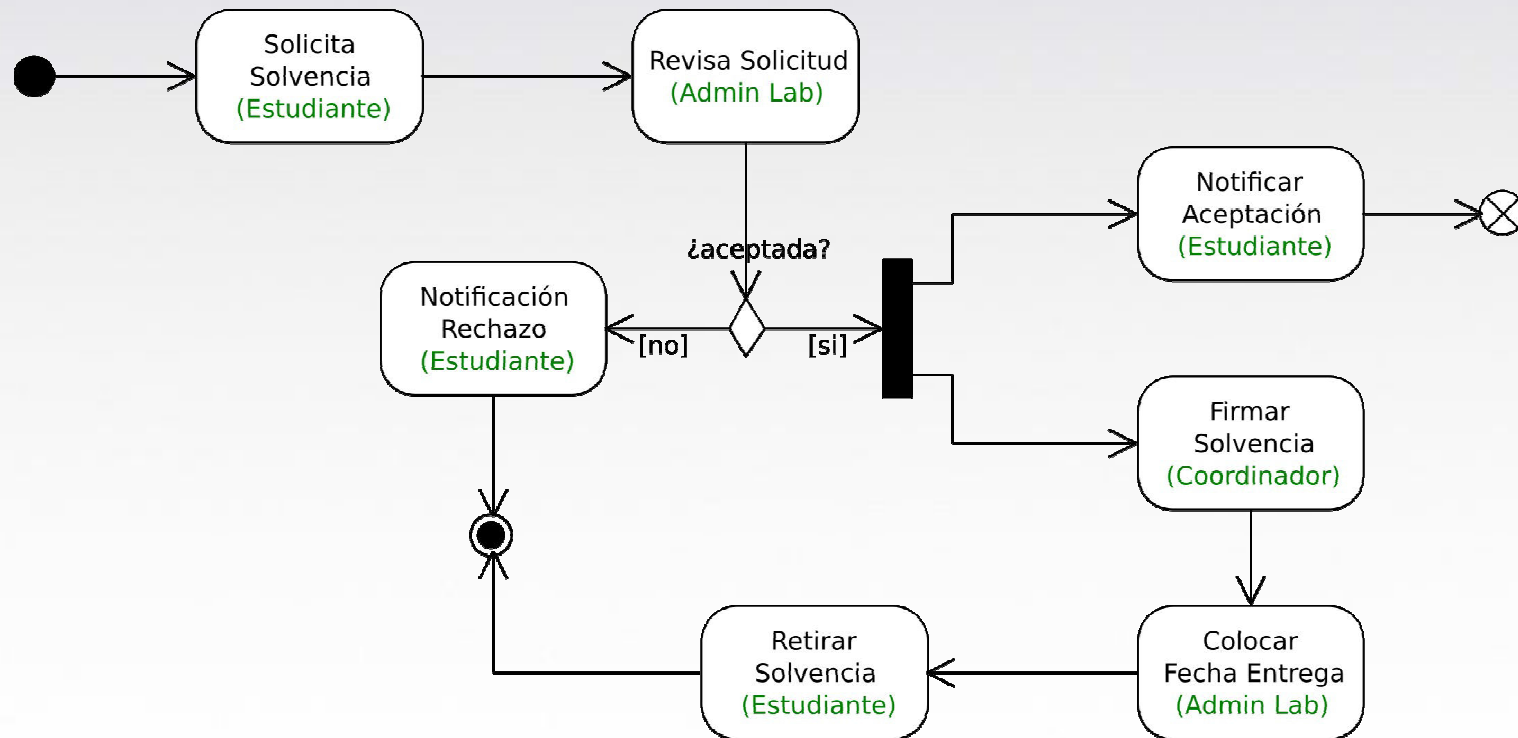 Solicita
Solvencia
(Estudiante)
Revisa Solicitud
(Admin Lab)
Notificar
Aceptación
(Estudiante)
¿aceptada?
Notificación
Rechazo
(Estudiante)
[no]
[si]
Firmar
Solvencia
(Coordinador)
Retirar
Solvencia
(Estudiante)
Colocar
Fecha Entrega
(Admin Lab)